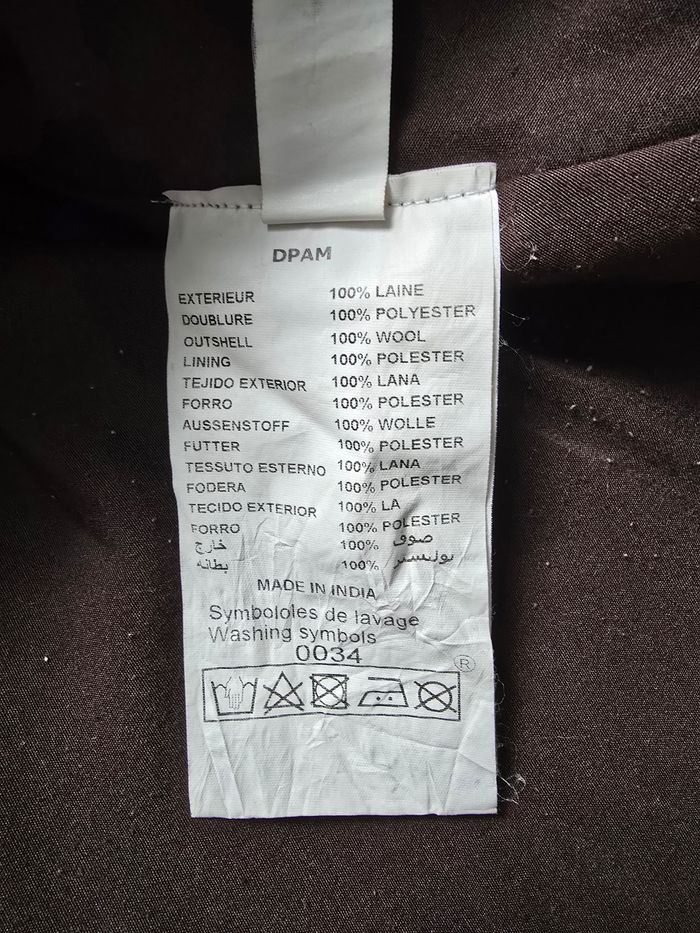 DPAM
EXTERIEUR 100% LAINE
DOUBLURE 100% POLYESTER
OUTSHELL 100% WOOL
LINING 100% POLESTER
TEJIDO EXTERIOR 100% LANA
FORRO 100% POLESTER
AUSSENSTOFF 100% WOLLE
FUTTER 100% POLESTER
TESSUTO ESTERNO 100% LANA
FODERA 100% POLESTER
TECIDO EXTERIOR 100% LA
FORRO 100% POLESTER
خارج 100% صوف
بطانه 100%
MADE IN INDIA
Symbololes de lavage
Washing symbols
0034
®